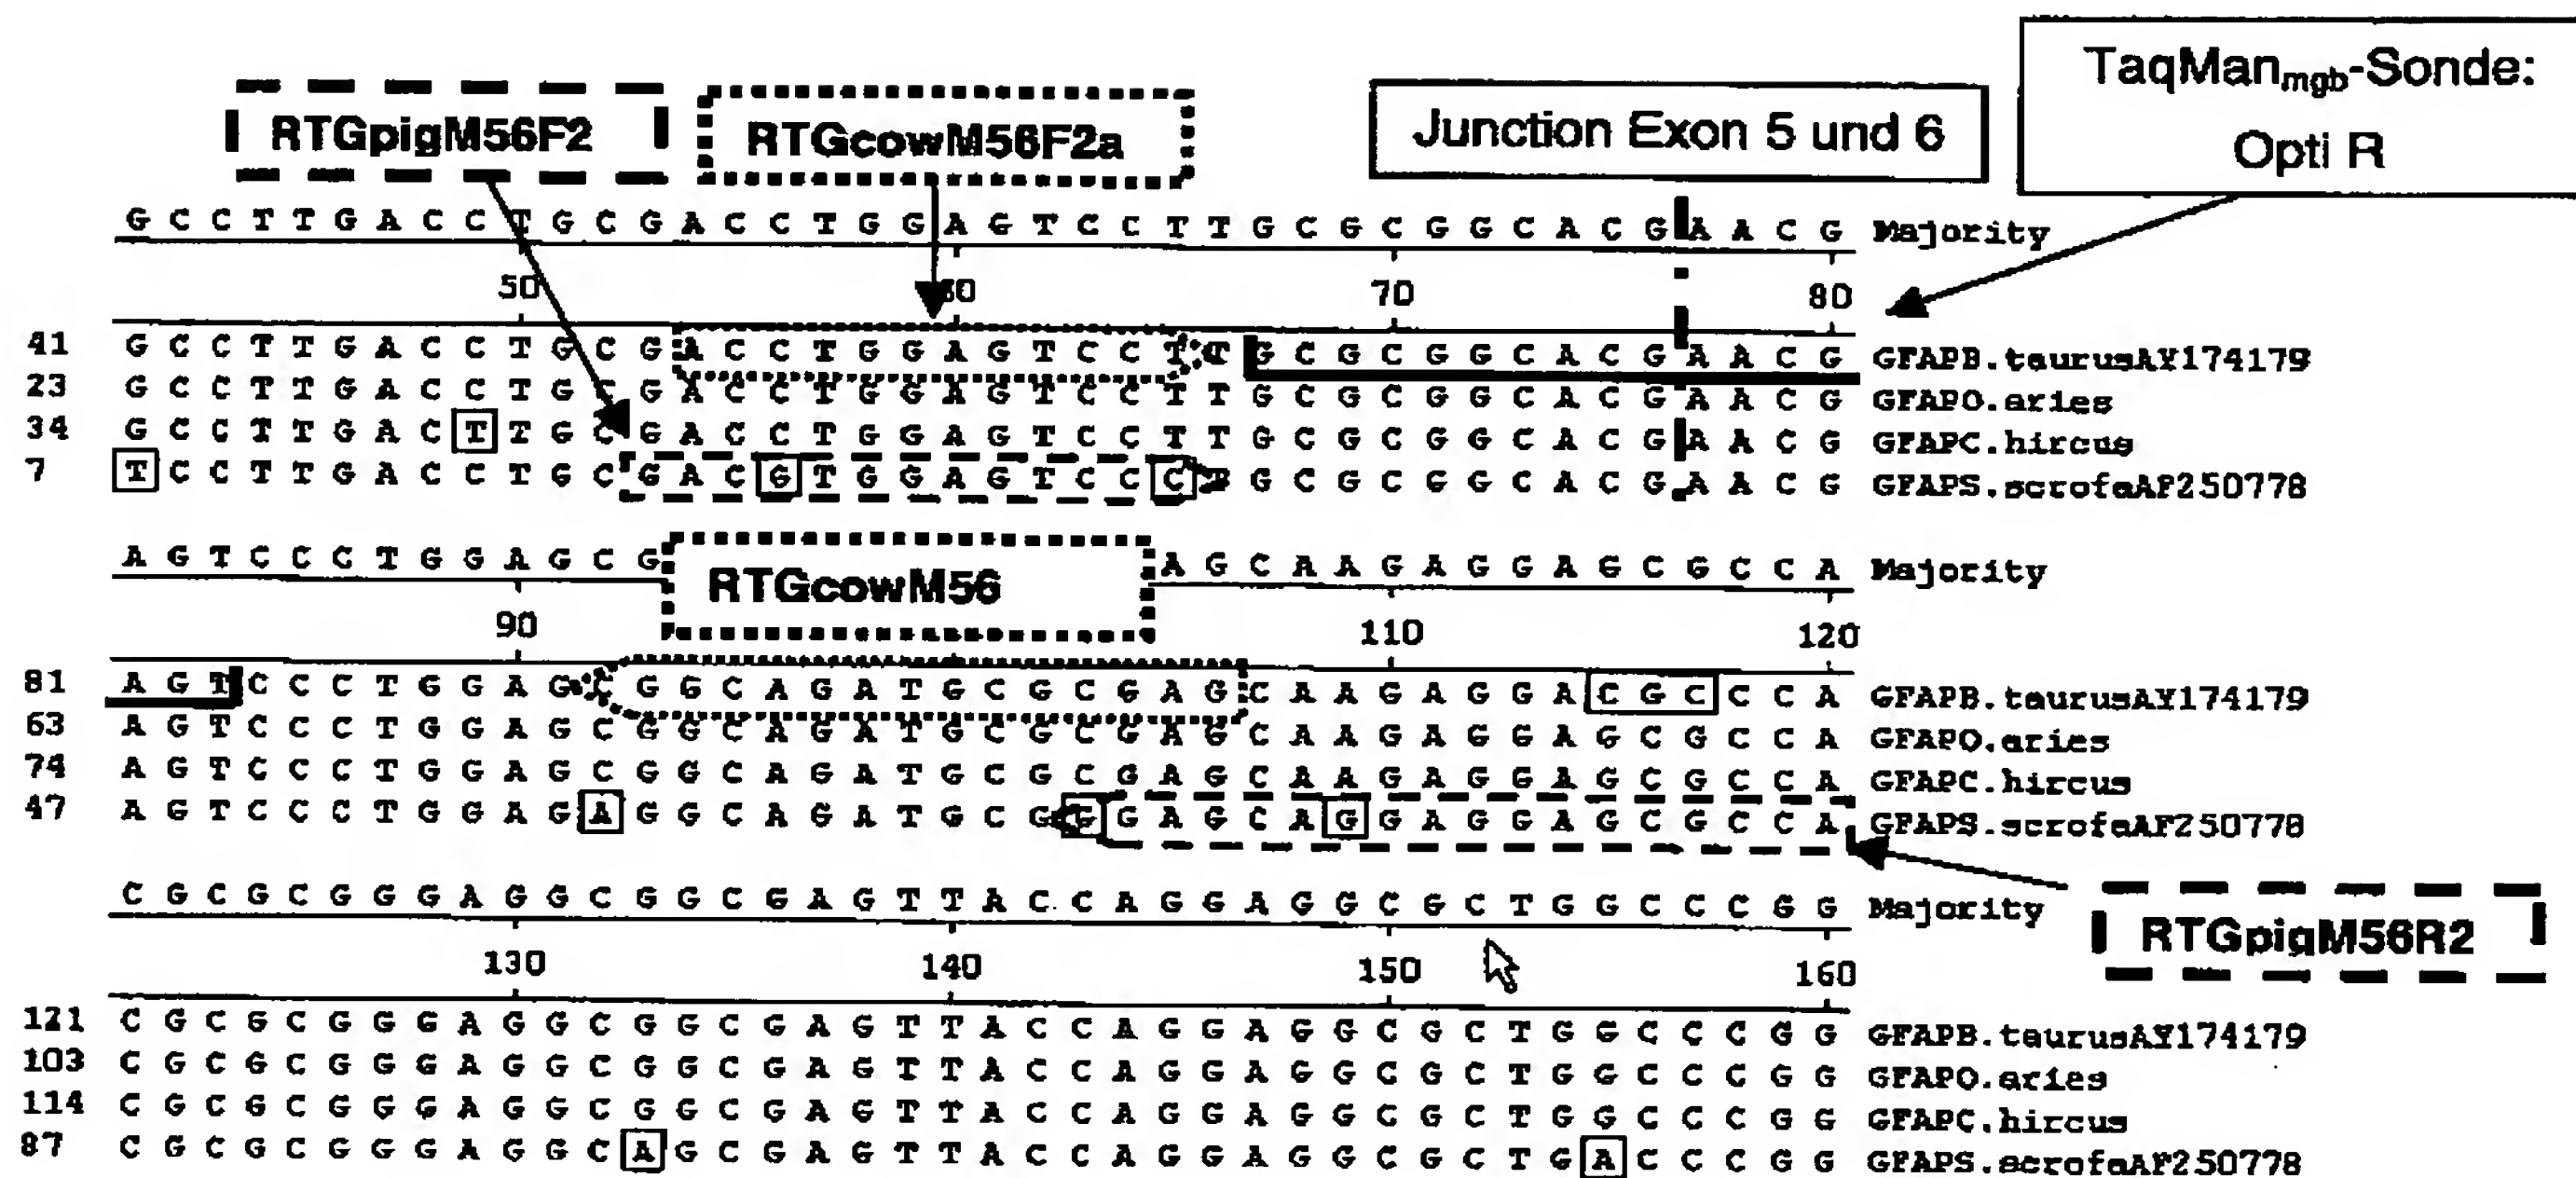 TaqMan mgb-Sonde:
Opti R
RTGpigM56F2
RTGcowM56F2a
Junction Exon 5 und 6
G C C T T G A C C T G C G A C C T G G A G T C C T T G C G C G G C A C G A A C G Majority
50 60 70 80
41 G C C T T G A C C T G C G A C C T G G A G T C C T T G C G C G G C A C G A A C G GFAPB.taurusAY174179
23 G C C T T G A C C T G C G A C C T G G A G T C C T T G C G C G G C A C G A A C G GFAPO.aries
34 G C C T T G A C T T G C G A C C T G G A G T C C T T G C G C G G C A C G A A C G GFAPC.hircus
7 T C C T T G A C C T G C G A C G T G G A G T C C C T G C G C G G C A C G A A C G GFAPS.scrofaAF250778
A G T C C C T G G A G C G A G C A A G A G G A G C G C C A Majority
RTGcowM56
90 110 120
81 A G T C C C T G G A G C G G C A G A T G C G C G A G C A A G A G G A C G C C C A GFAPB.taurusAY174179
63 A G T C C C T G G A G C G G C A G A T G C G C G A G C A A G A G G A G C G C C A GFAPO.aries
74 A G T C C C T G G A G C G G C A G A T G C G C G A G C A A G A G G A G C G C C A GFAPC.hircus
47 A G T C C C T G G A G A G G C A G A T G C G G G A G C A G G A G G A G C G C C A GFAPS.scrofaAF250778
C G C G C G G G A G G C G G C G A G T T A C C A G G A G G C G C T G G C C C G G Majority
RTGpigM56R2
130 140 150 160
121 C G C G C G G G A G G C G G C G A G T T A C C A G G A G G C G C T G G C C C G G GFAPB.taurusAY174179
103 C G C G C G G G A G G C G G C G A G T T A C C A G G A G G C G C T G G C C C G G GFAPO.aries
114 C G C G C G G G A G G C G G C G A G T T A C C A G G A G G C G C T G G C C C G G GFAPC.hircus
87 C G C G C G G G A G G C A G C G A G T T A C C A G G A G G C G C T G A C C C G G GFAPS.scrofaAF250778